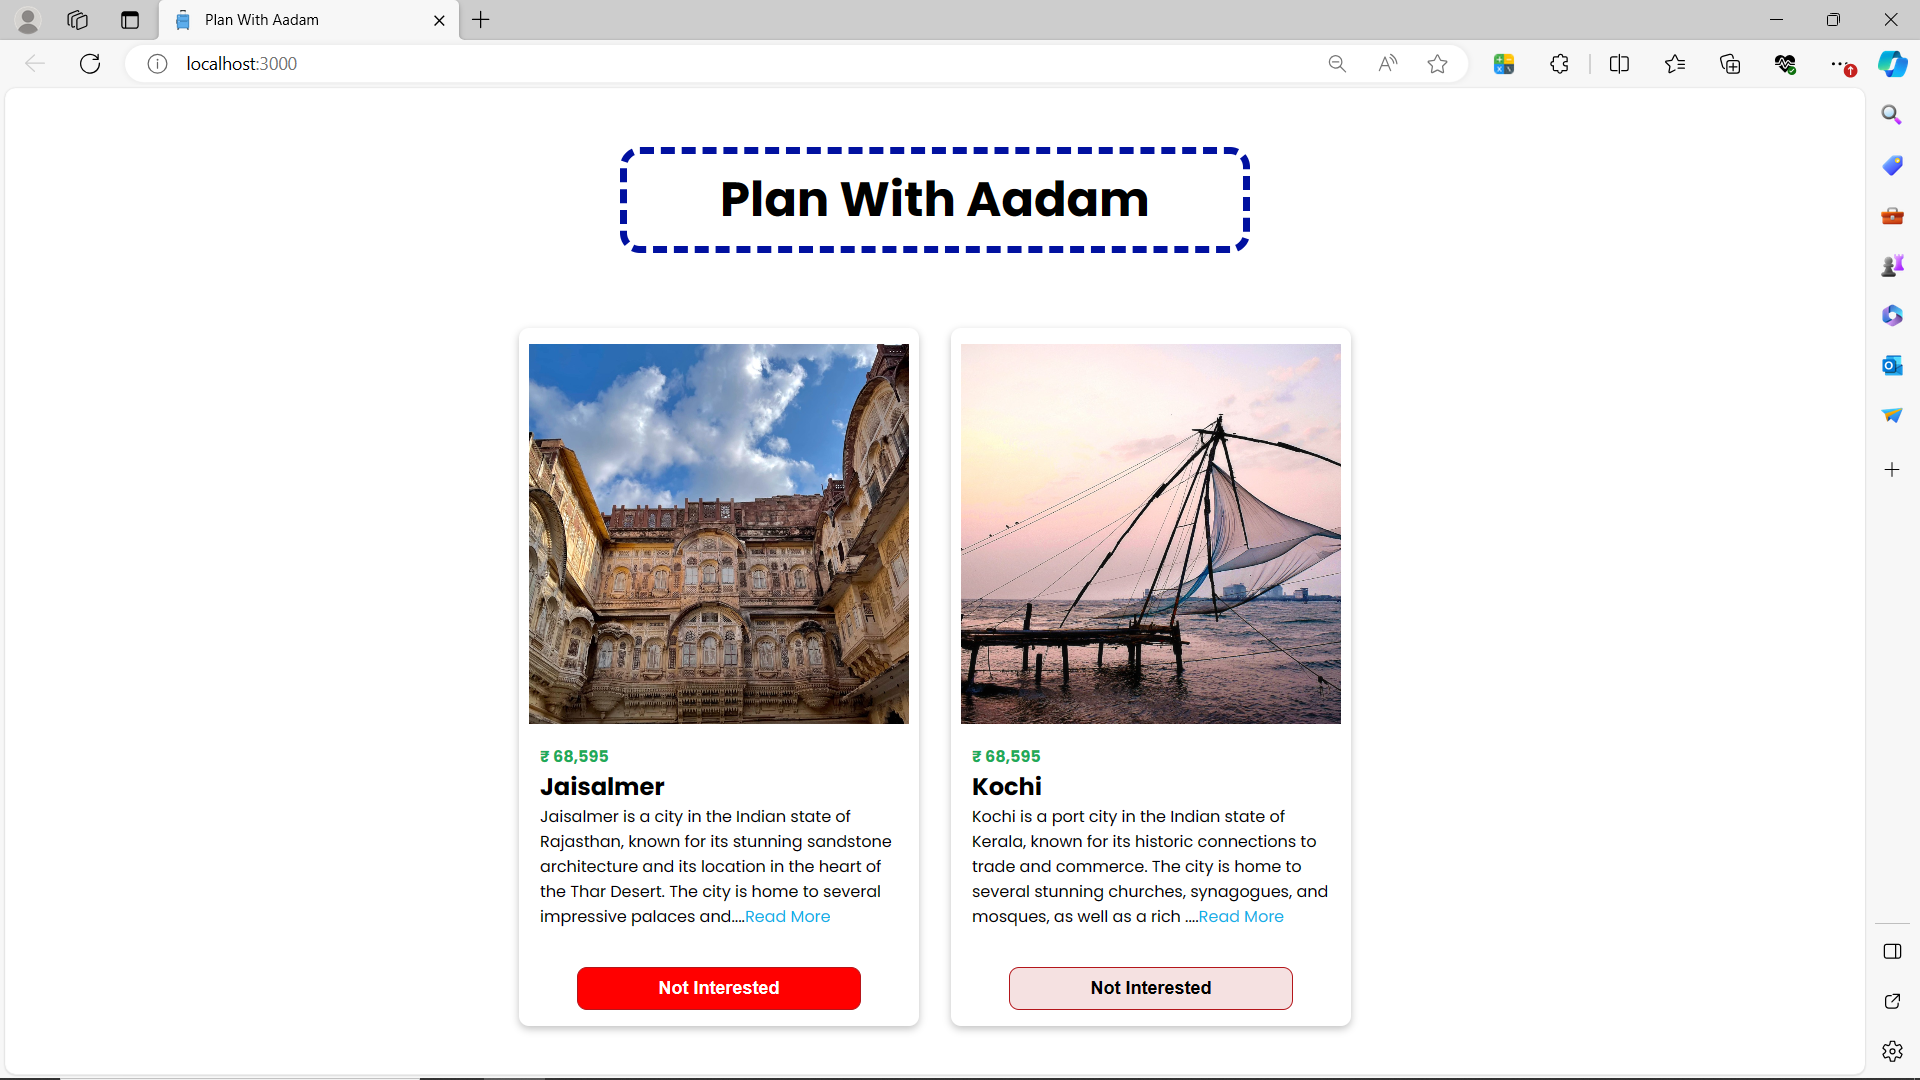 Plan With Aadam
localhost:3000
Plan With Aadam
₹ 68,595
Jaisalmer
Jaisalmer is a city in the Indian state of
Rajasthan, known for its stunning sandstone
architecture and its location in the heart of
the Thar Desert. The city is home to several
impressive palaces and....Read More
Not Interested
₹ 68,595
Kochi
Kochi is a port city in the Indian state of
Kerala, known for its historic connections to
trade and commerce. The city is home to
several stunning churches, synagogues, and
mosques, as well as a rich ....Read More
Not Interested